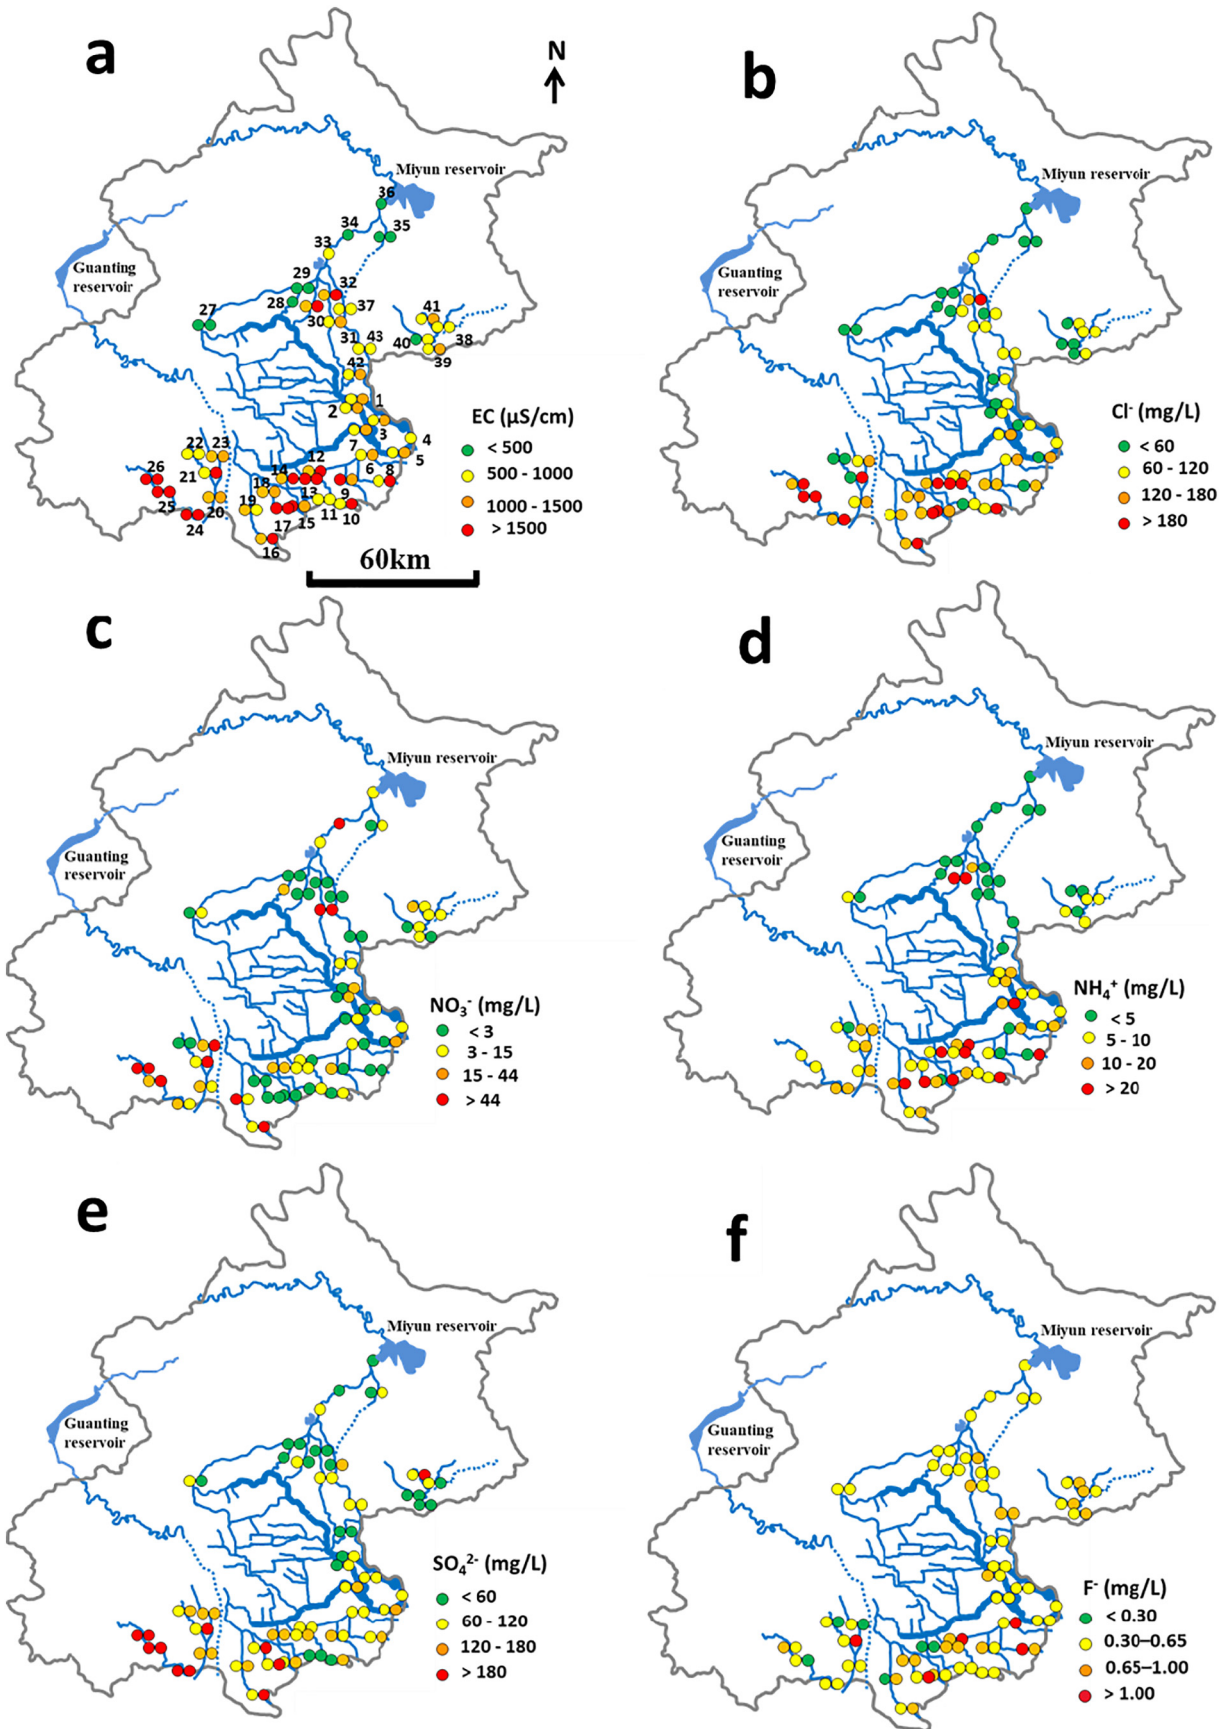 a
N
b
Miyun reservoir
Miyun reservoir
36
34
35
33
Guanting
reservoir
Guanting
reservoir
29
32
28
27
37
41
30
31
43
40
38
39
42
1
2
EC (µS/cm)
Cl⁻ (mg/L)
3
4
7
< 500
< 60
22 23
5
6
500 - 1000
60 - 120
26
21
12
14
8
1000 - 1500
120 - 180
18
13
9
25
20
19
11
10
> 1500
> 180
24
17
15
16
60km
c
d
Miyun reservoir
Miyun reservoir
Guanting
reservoir
Guanting
reservoir
NO₃⁻ (mg/L)
NH₄⁺ (mg/L)
< 3
< 5
3 - 15
5 - 10
15 - 44
10 - 20
> 44
> 20
e
f
Miyun reservoir
Miyun reservoir
Guanting
reservoir
Guanting
reservoir
SO₄²⁻ (mg/L)
F⁻ (mg/L)
< 60
< 0.30
60 - 120
0.30–0.65
120 - 180
0.65–1.00
> 180
> 1.00